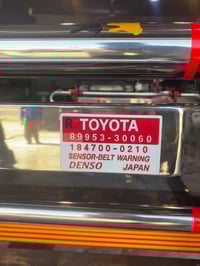 R TOYOTA
89953-30060
184700-0210
SENSOR-BELT WARNING
DENSO JAPAN